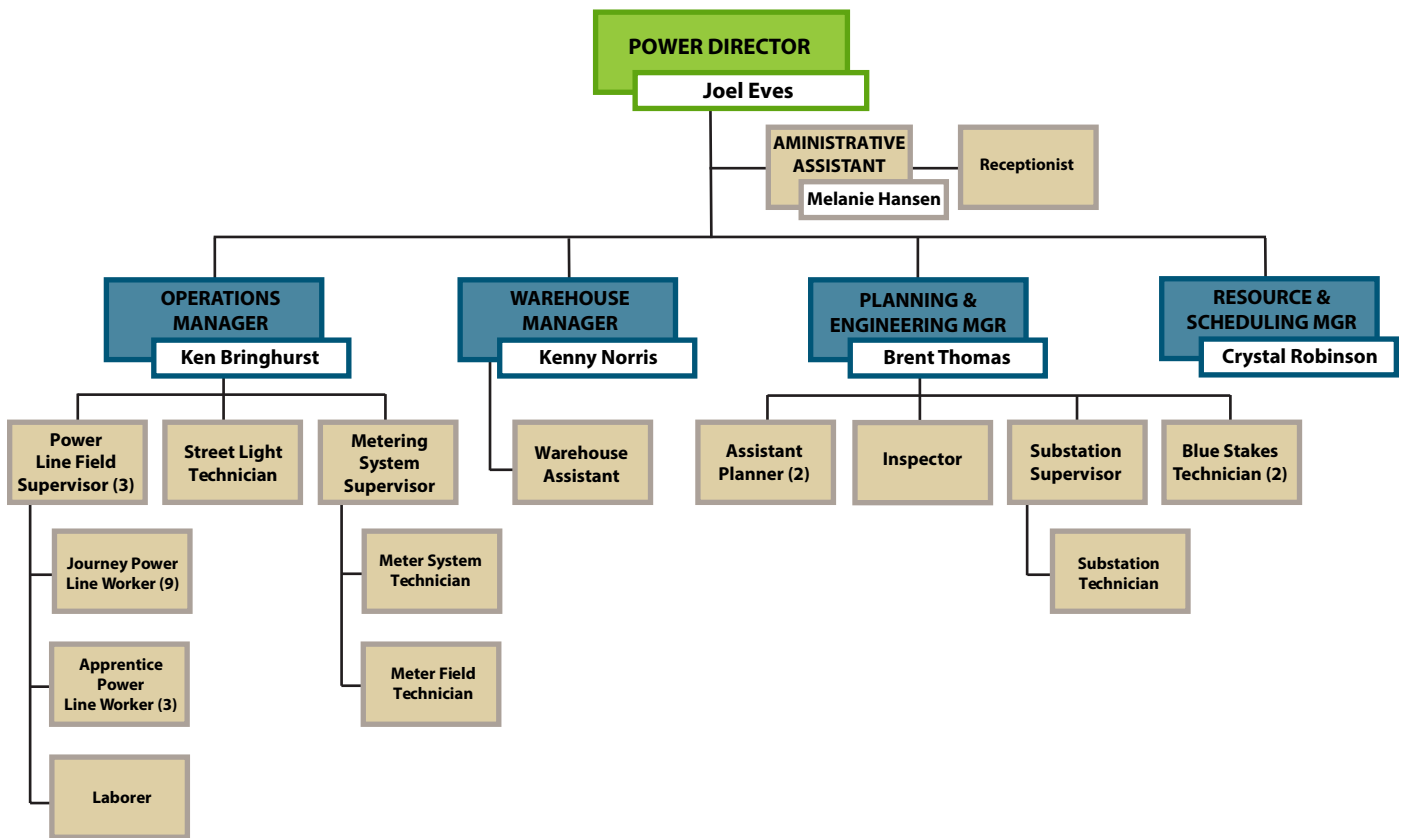 POWER DIRECTOR
Joel Eves
AMINISTRATIVE
ASSISTANT
Melanie Hansen
Receptionist
OPERATIONS
MANAGER
Ken Bringhurst
WAREHOUSE
MANAGER
Kenny Norris
PLANNING &
ENGINEERING MGR
Brent Thomas
RESOURCE &
SCHEDULING MGR
Crystal Robinson
Power
Line Field
Supervisor (3)
Street Light
Technician
Metering
System
Supervisor
Warehouse
Assistant
Assistant
Planner (2)
Inspector
Substation
Supervisor
Blue Stakes
Technician (2)
Journey Power
Line Worker (9)
Meter System
Technician
Substation
Technician
Apprentice
Power
Line Worker (3)
Meter Field
Technician
Laborer